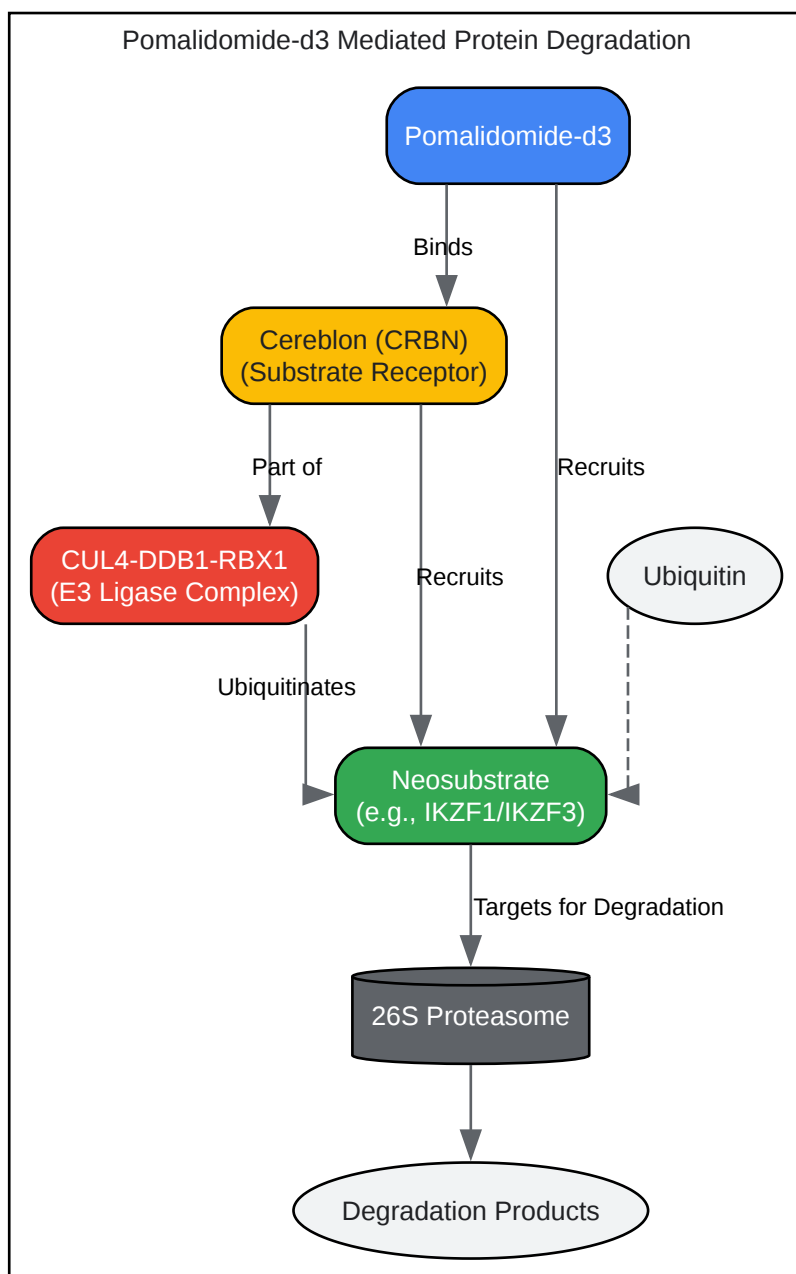 Pomalidomide-d3 Mediated Protein Degradation
Pomalidomide-d3
Binds
Cereblon (CRBN)
(Substrate Receptor)
Part of
Recruits
CUL4-DDB1-RBX1
(E3 Ligase Complex)
Recruits
Ubiquitin
Ubiquitinates
Neosubstrate
(e.g., IKZF1/IKZF3)
Targets for Degradation
26S Proteasome
Degradation Products